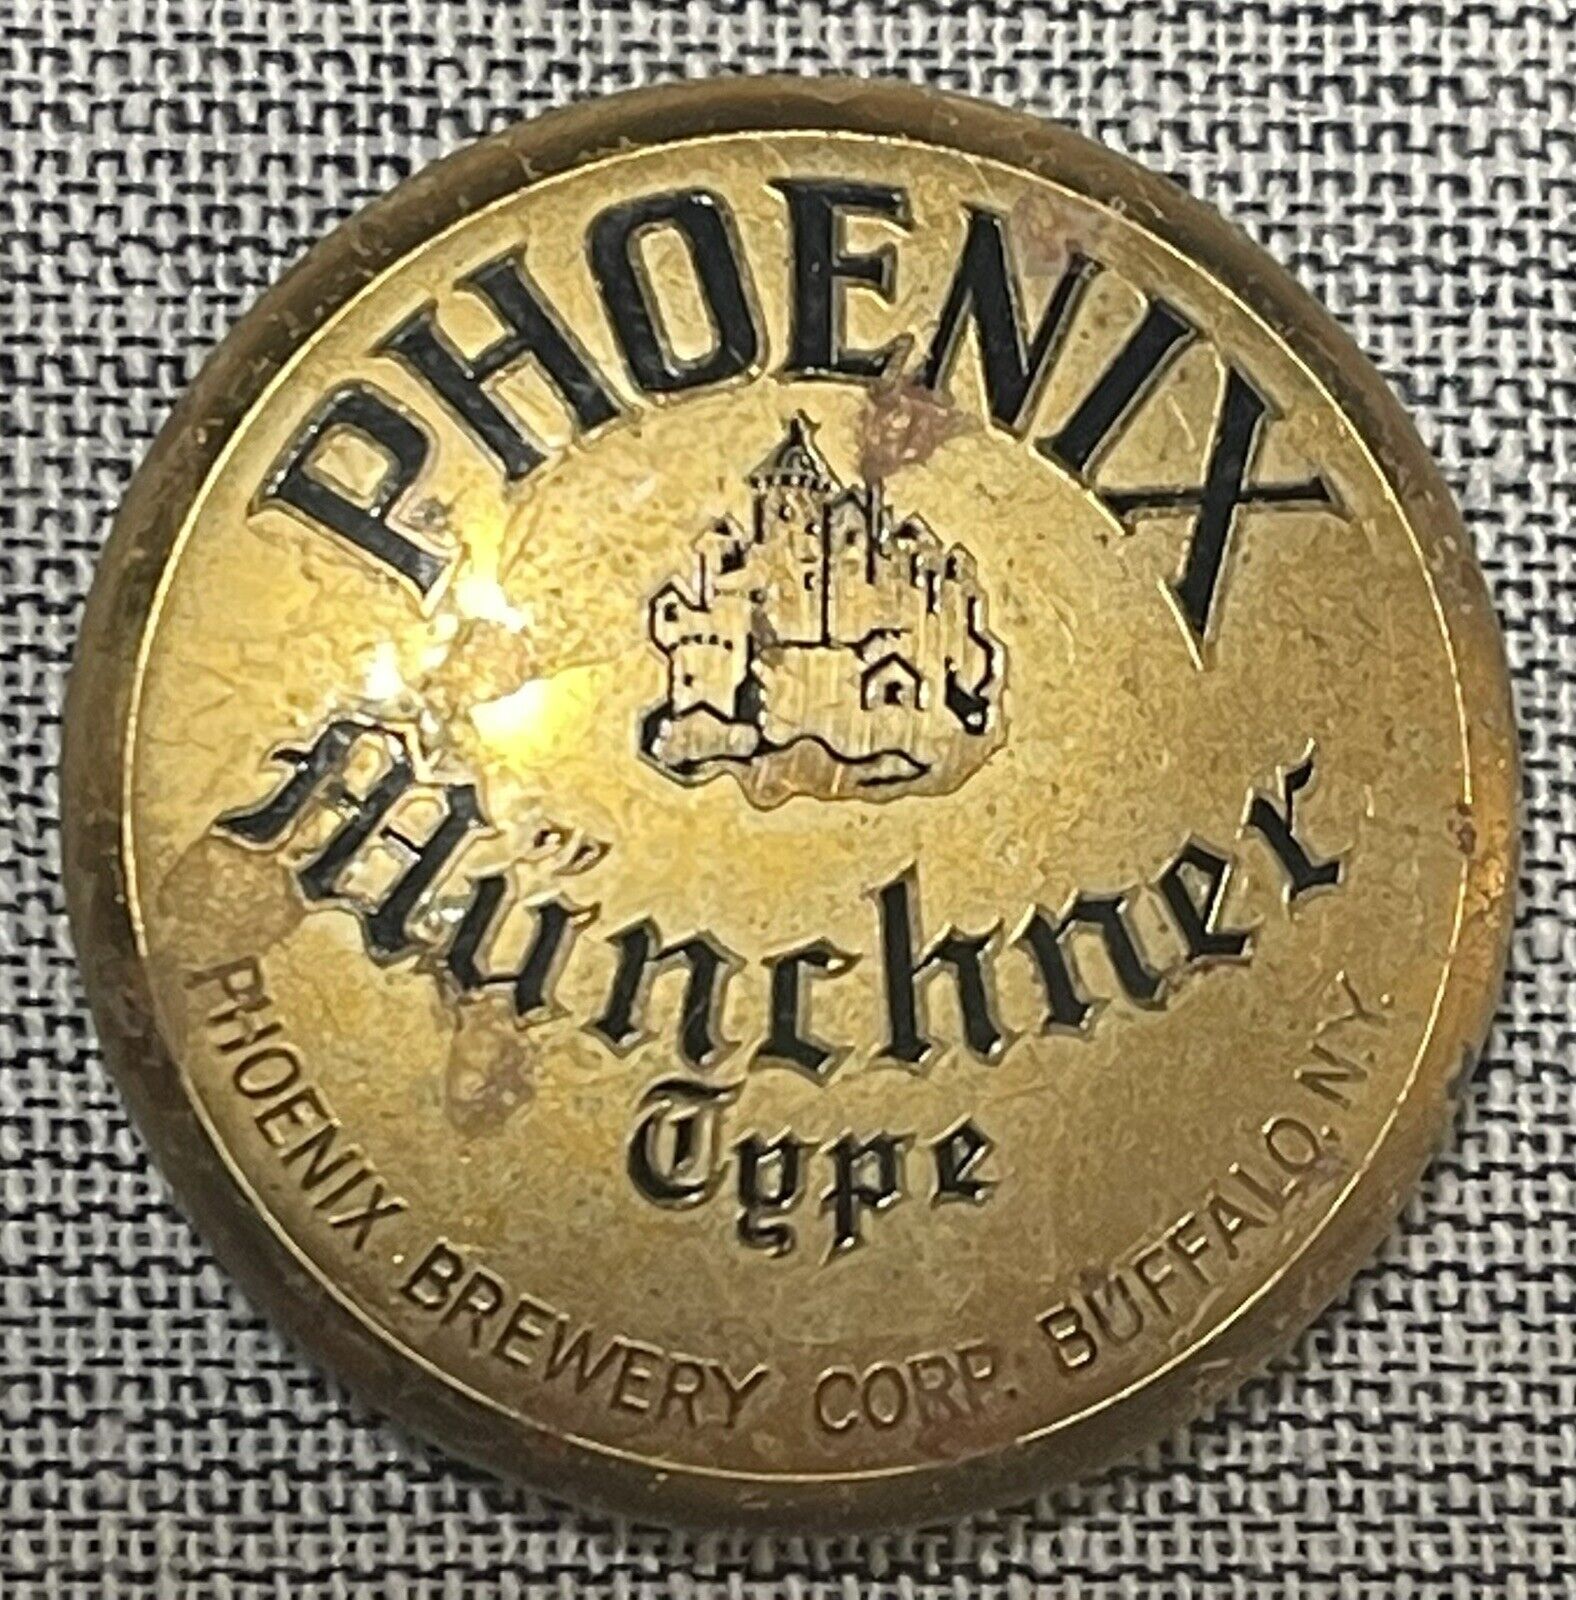 PHOENIX
Münchner
Type
PHOENIX BREWERY CORP. BUFFALO, N.Y.